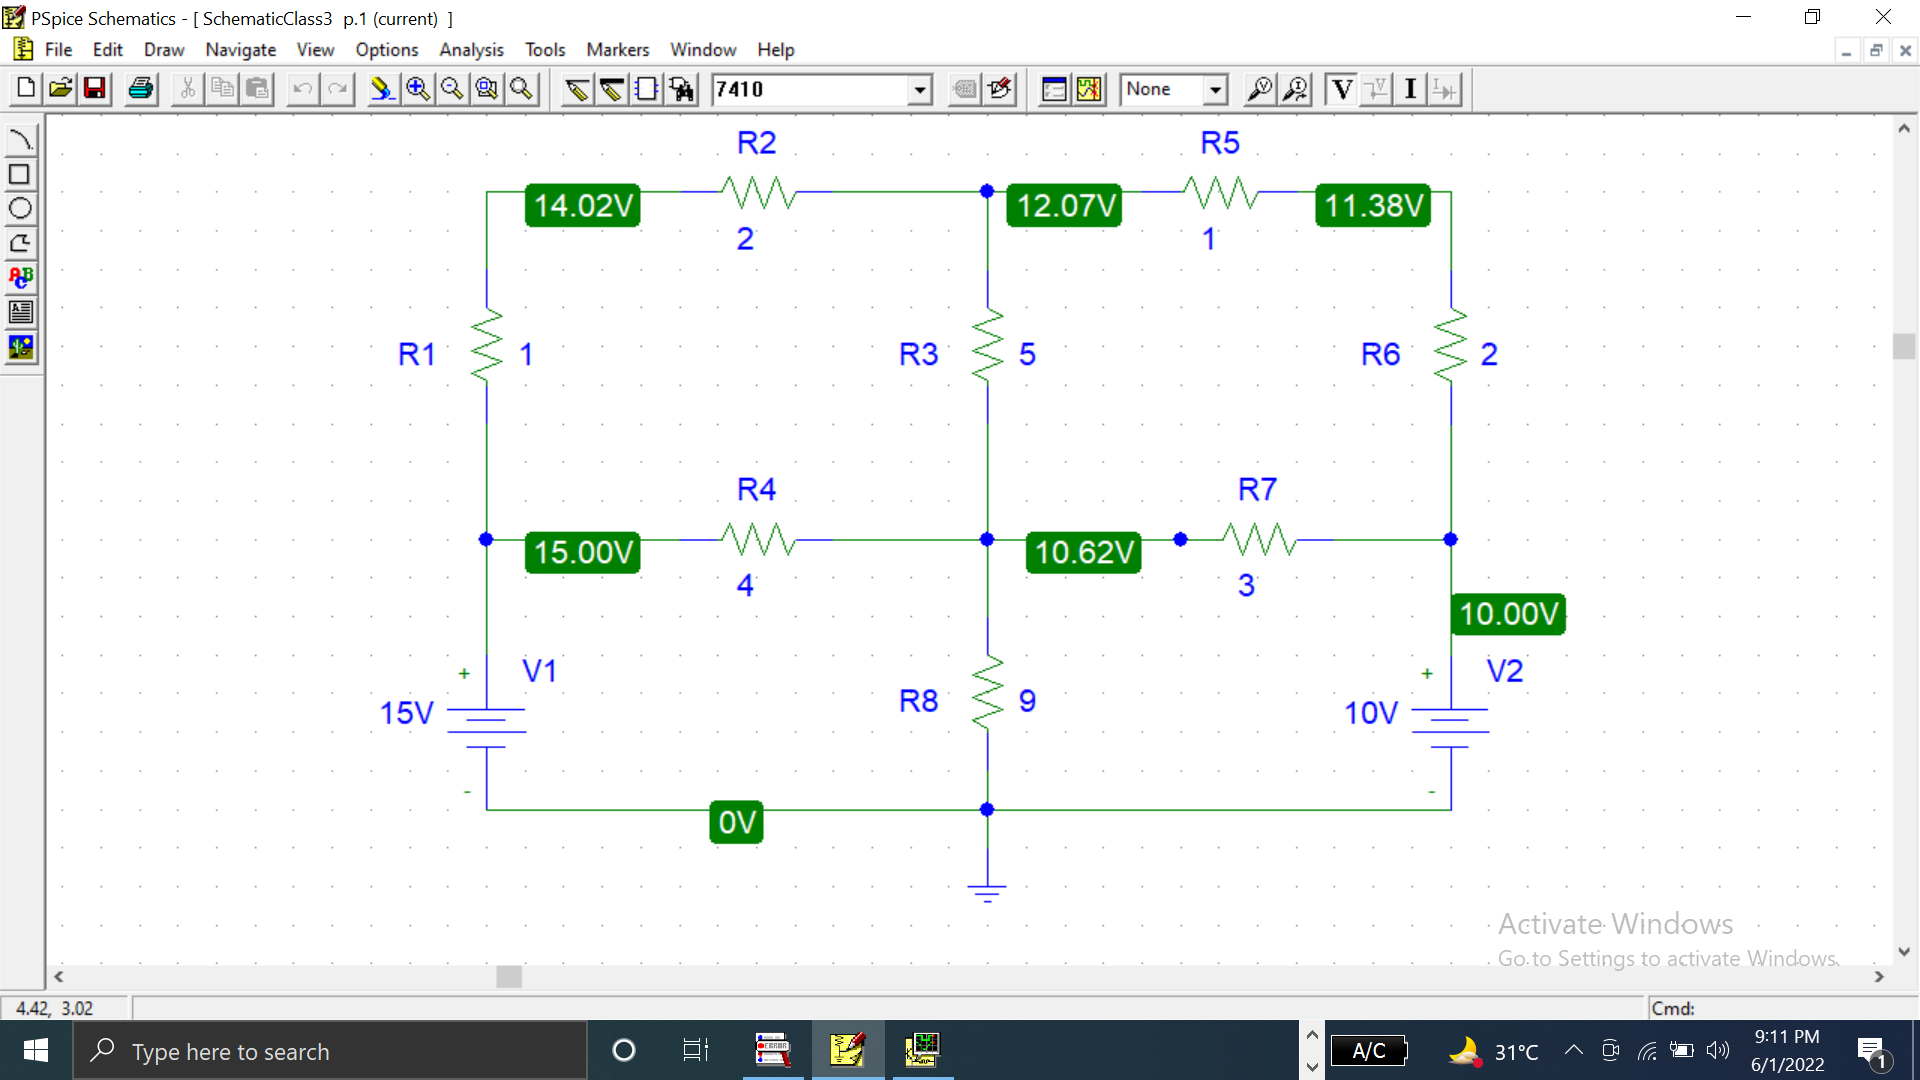 PSpice Schematics - [ SchematicClass3 p.1 (current) ]
File Edit Draw Navigate View Options Analysis Tools Markers Window Help
7410 None V I
ABC
R2 R5
14.02V 12.07V 11.38V
2 1
R1 1 R3 5 R6 2
R4 R7
15.00V 10.62V
4 3
10.00V
+ V1 + V2
15V R8 9 10V
- -
0V
Activate Windows
Go to Settings to activate Windows.
4.42, 3.02 Cmd:
Type here to search
ERROR
A/C
31°C
9:11 PM
6/1/2022
1